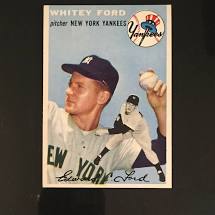 WHITEY FORD
pitcher NEW YORK YANKEES
Yankees
NEW YORK
Edward C Ford